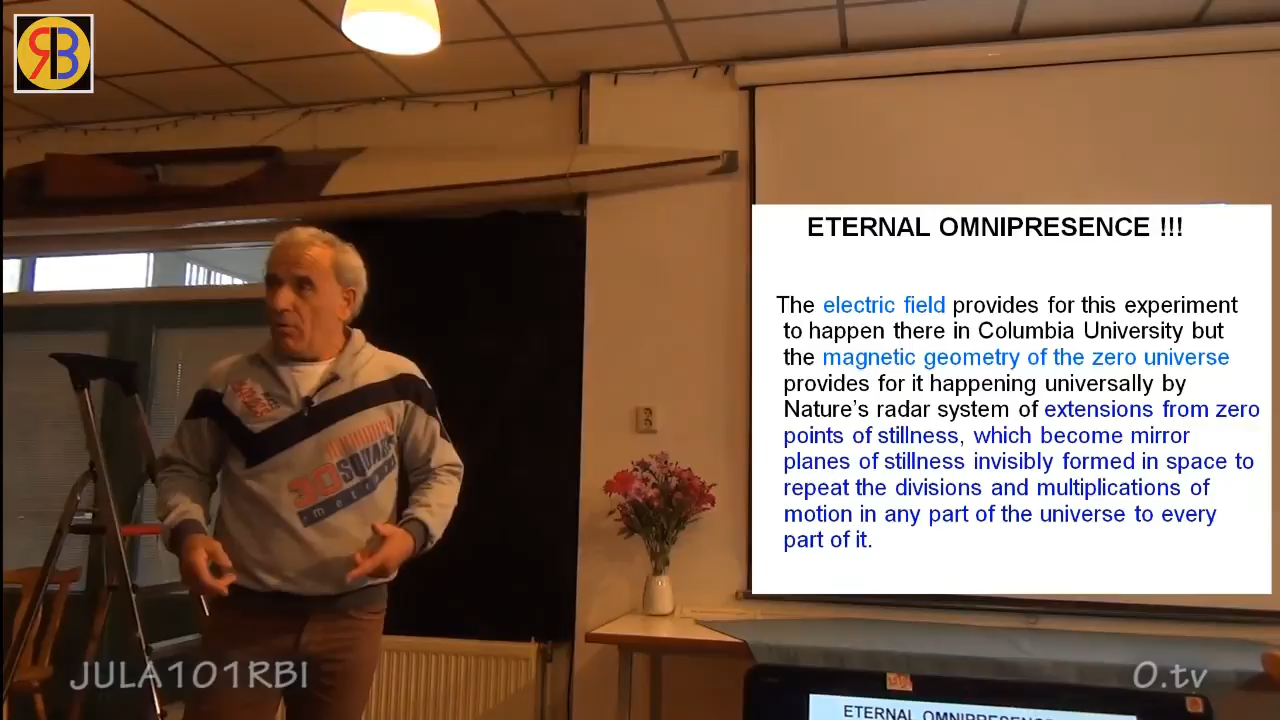 RB
ETERNAL OMNIPRESENCE !!!
The electric field provides for this experiment
to happen there in Columbia University but
the magnetic geometry of the zero universe
provides for it happening universally by
Nature's radar system of extensions from zero
points of stillness, which become mirror
planes of stillness invisibly formed in space to
repeat the divisions and multiplications of
motion in any part of the universe to every
part of it.
30SQUARE
JULA101RBI
O.tv
ETERNAL OMNIPRESENCE